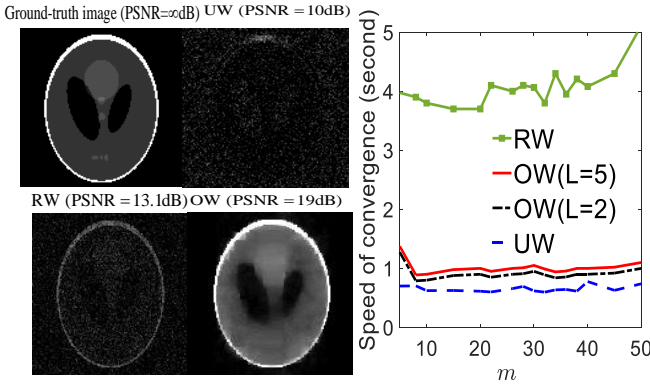 Ground-truth image (PSNR=∞dB) UW (PSNR =10dB)
RW (PSNR =13.1dB) OW (PSNR =19dB)
Speed of convergence (second)
5
4
3
2
1
0
RW
OW(L=5)
OW(L=2)
UW
10 20 30 40 50
m